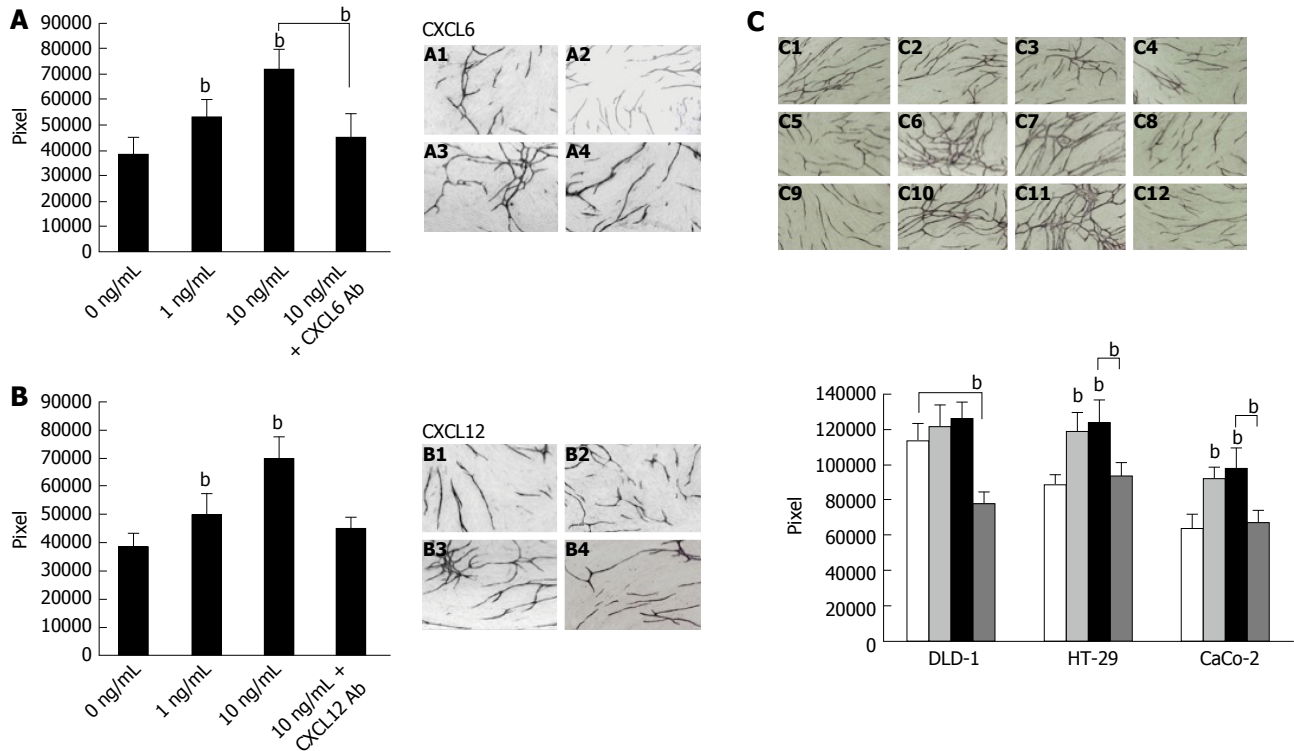 A
90000
80000
70000
60000
50000
40000
30000
20000
10000
0
Pixel
b
b
b
0 ng/mL
1 ng/mL
10 ng/mL
10 ng/mL
+ CXCL6 Ab
CXCL6
A1
A2
A3
A4
B
90000
80000
70000
60000
50000
40000
30000
20000
10000
0
Pixel
b
b
0 ng/mL
1 ng/mL
10 ng/mL
10 ng/mL +
CXCL12 Ab
CXCL12
B1
B2
B3
B4
C
C1
C2
C3
C4
C5
C6
C7
C8
C9
C10
C11
C12
140000
120000
100000
80000
60000
40000
20000
0
Pixel
b
b
b
b
b
b
b
DLD-1
HT-29
CaCo-2